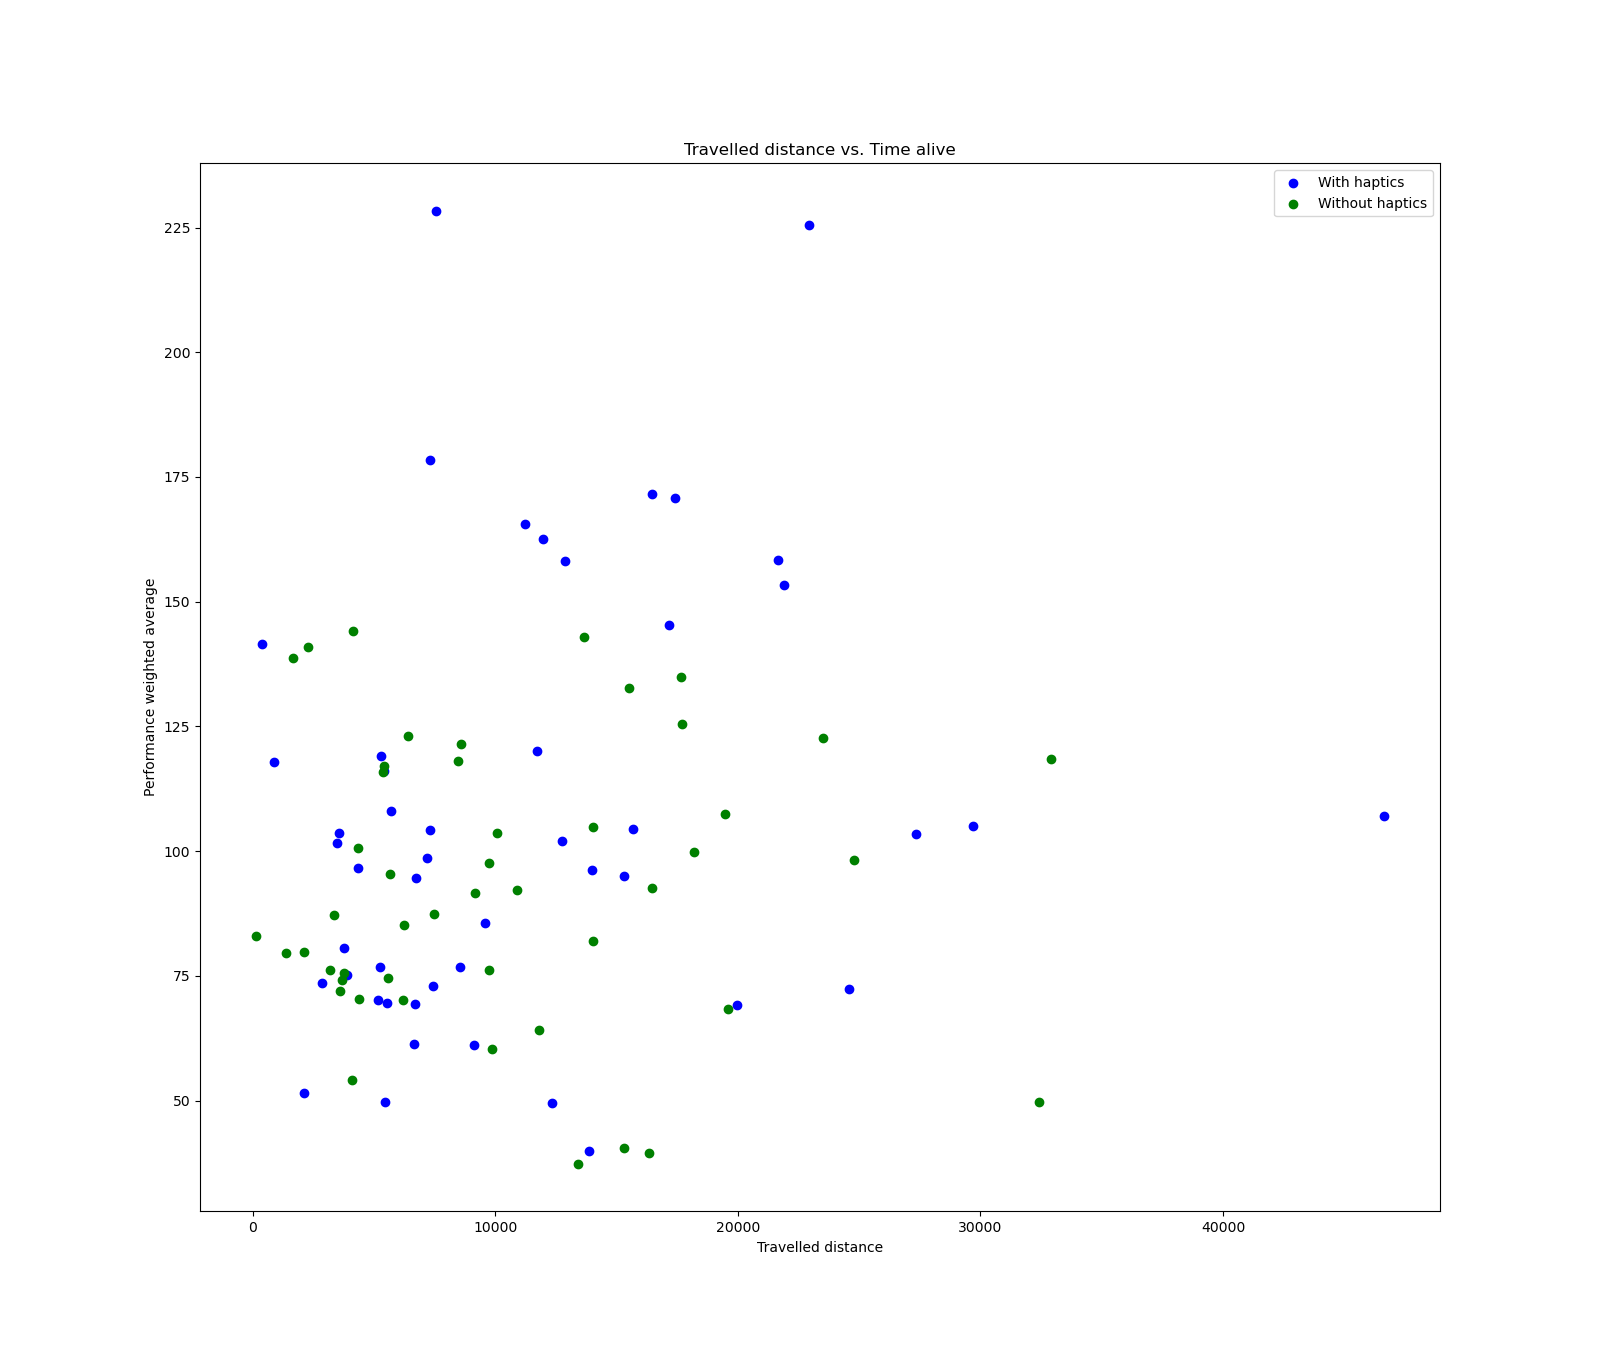 Travelled distance vs. Time alive
With haptics
Without haptics
225
200
175
150
125
100
75
50
Performance weighted average
0 10000 20000 30000 40000
Travelled distance